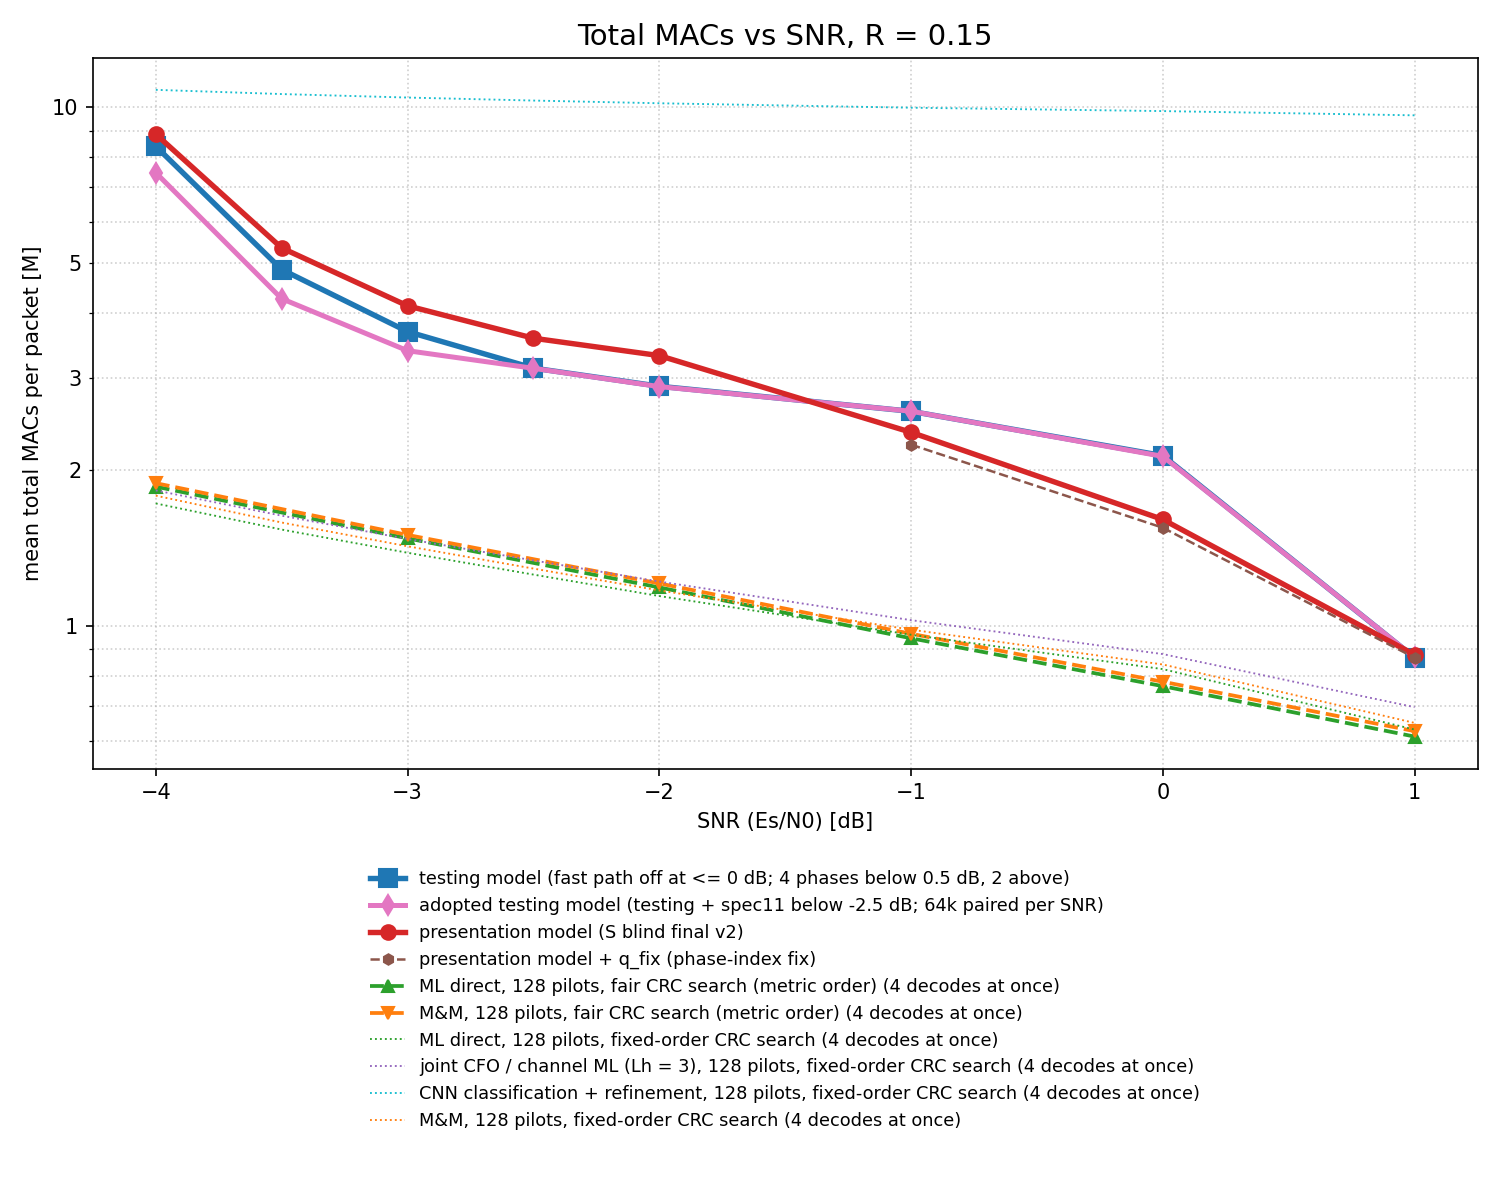 Total MACs vs SNR, R = 0.15
mean total MACs per packet [M]
10
5
3
2
1
−4
−3
−2
−1
0
1
SNR (Es/N0) [dB]
testing model (fast path off at <= 0 dB; 4 phases below 0.5 dB, 2 above)
adopted testing model (testing + spec11 below -2.5 dB; 64k paired per SNR)
presentation model (S blind final v2)
presentation model + q_fix (phase-index fix)
ML direct, 128 pilots, fair CRC search (metric order) (4 decodes at once)
M&M, 128 pilots, fair CRC search (metric order) (4 decodes at once)
ML direct, 128 pilots, fixed-order CRC search (4 decodes at once)
joint CFO / channel ML (Lh = 3), 128 pilots, fixed-order CRC search (4 decodes at once)
CNN classification + refinement, 128 pilots, fixed-order CRC search (4 decodes at once)
M&M, 128 pilots, fixed-order CRC search (4 decodes at once)